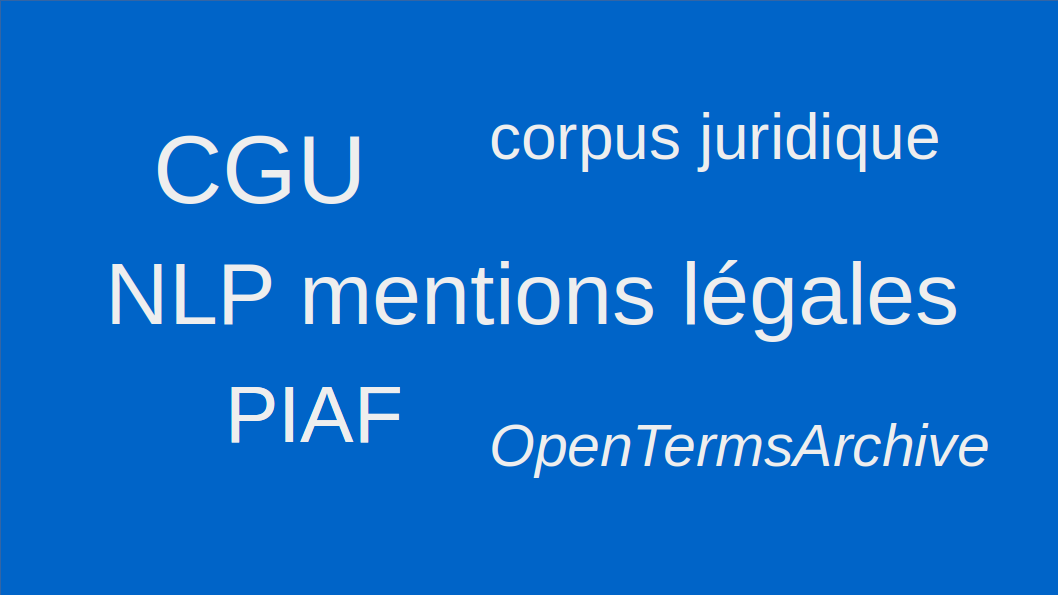 CGU
corpus juridique
NLP mentions légales
PIAF
OpenTermsArchive